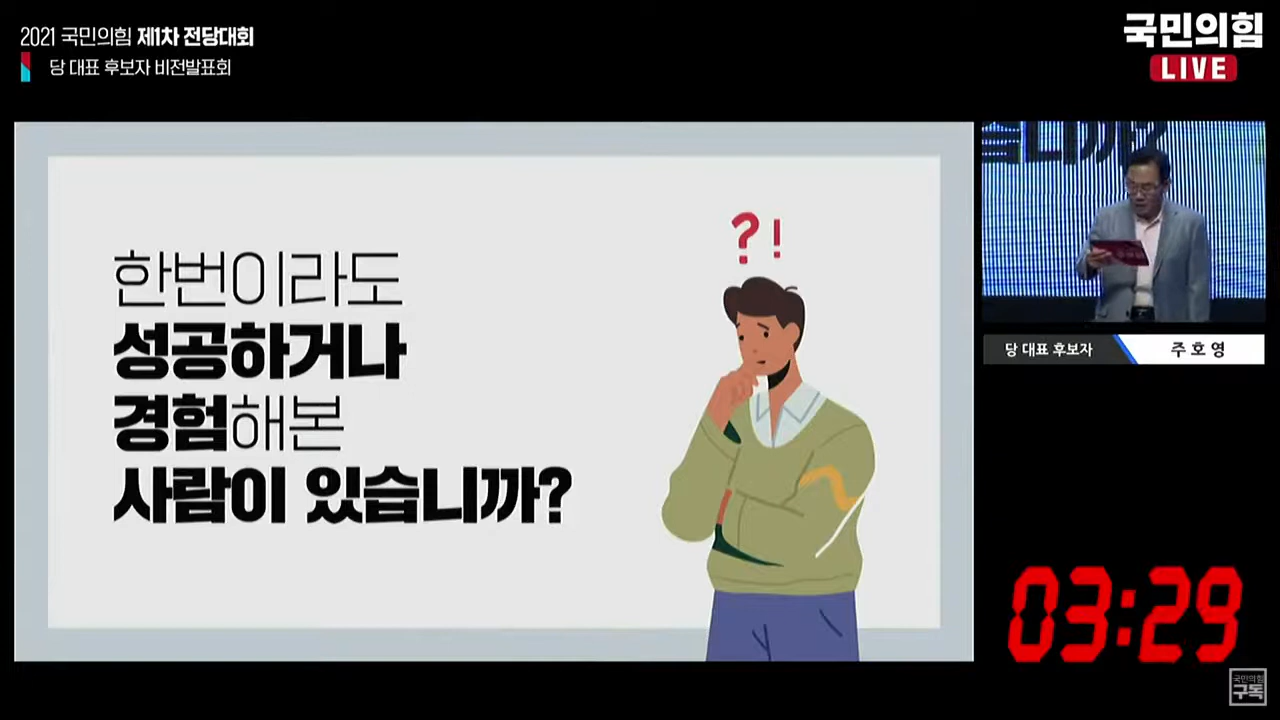 2021 국민의힘 제1차 전당대회
당 대표 후보자 비전발표회
국민의힘
LIVE
한번이라도
성공하거나
경험해본
사람이 있습니까?
?!
습니까?
당 대표 후보자
주호영
03:29
국민의힘
구독